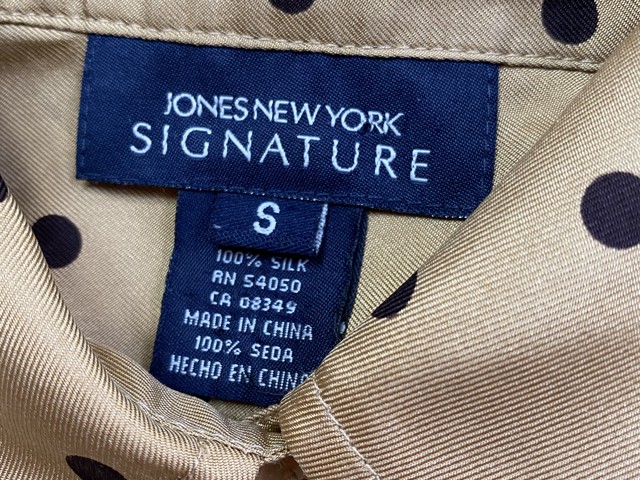 JONES NEW YORK
SIGNATURE
S
100% SILK
RN 54050
CA 08349
MADE IN CHINA
100% SEDA
HECHO EN CHINA